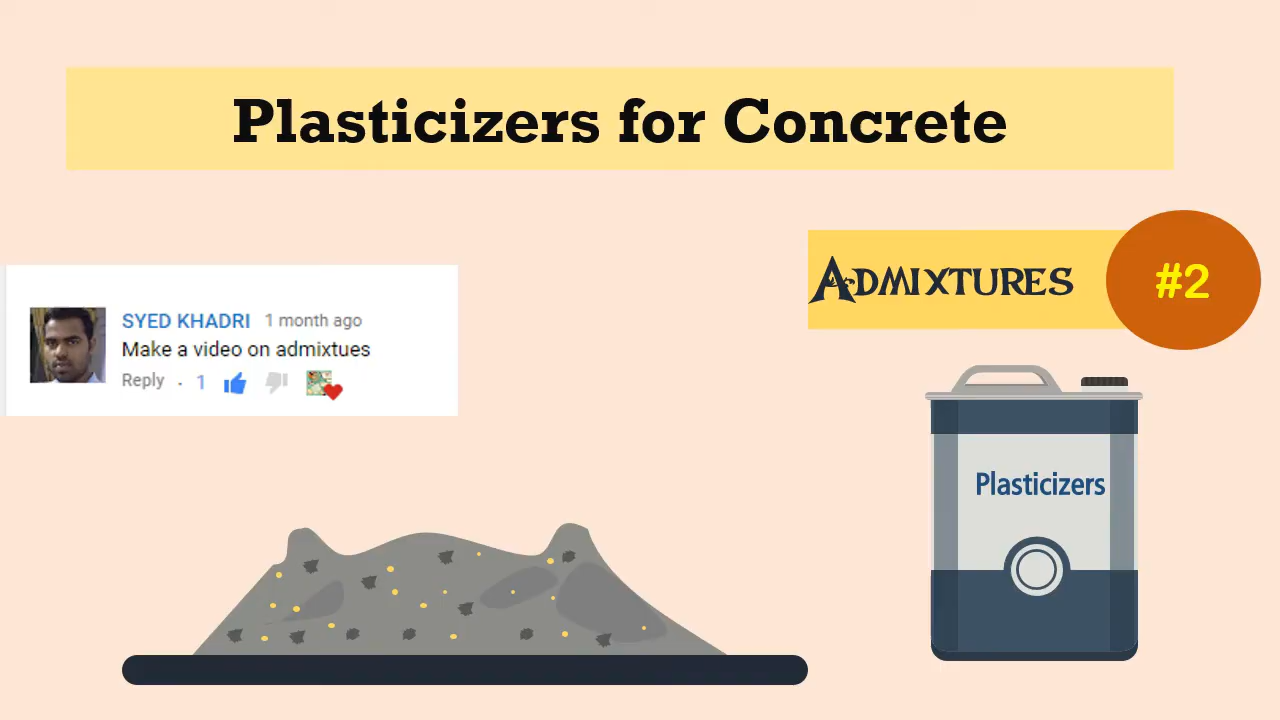 Plasticizers for Concrete
ADMIXTURES
#2
SYED KHADRI 1 month ago
Make a video on admixtues
Reply . 1
Plasticizers